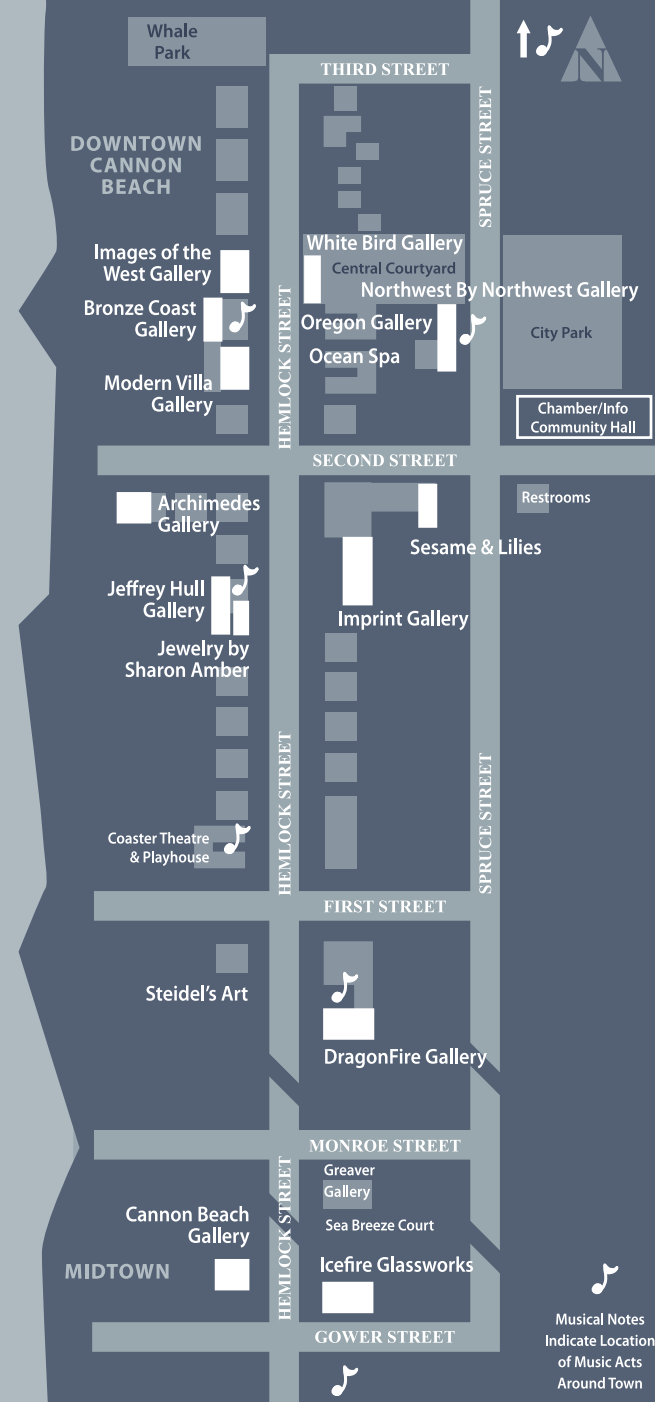 Whale
Park
N
THIRD STREET
SPRUCE STREET
DOWNTOWN
CANNON
BEACH
Images of the
West Gallery
White Bird Gallery
Central Courtyard
Northwest By Northwest Gallery
Bronze Coast
Gallery
Oregon Gallery
City Park
Ocean Spa
HEMLOCK STREET
Modern Villa
Gallery
Chamber/Info
Community Hall
SECOND STREET
Archimedes
Gallery
Restrooms
Sesame & Lilies
Jeffrey Hull
Gallery
Imprint Gallery
Jewelry by
Sharon Amber
HEMLOCK STREET
SPRUCE STREET
Coaster Theatre
& Playhouse
FIRST STREET
Steidel's Art
DragonFire Gallery
MONROE STREET
Greaver
Gallery
Sea Breeze Court
HEMLOCK STREET
Cannon Beach
Gallery
MIDTOWN
Icefire Glassworks
GOWER STREET
Musical Notes
Indicate Location
of Music Acts
Around Town